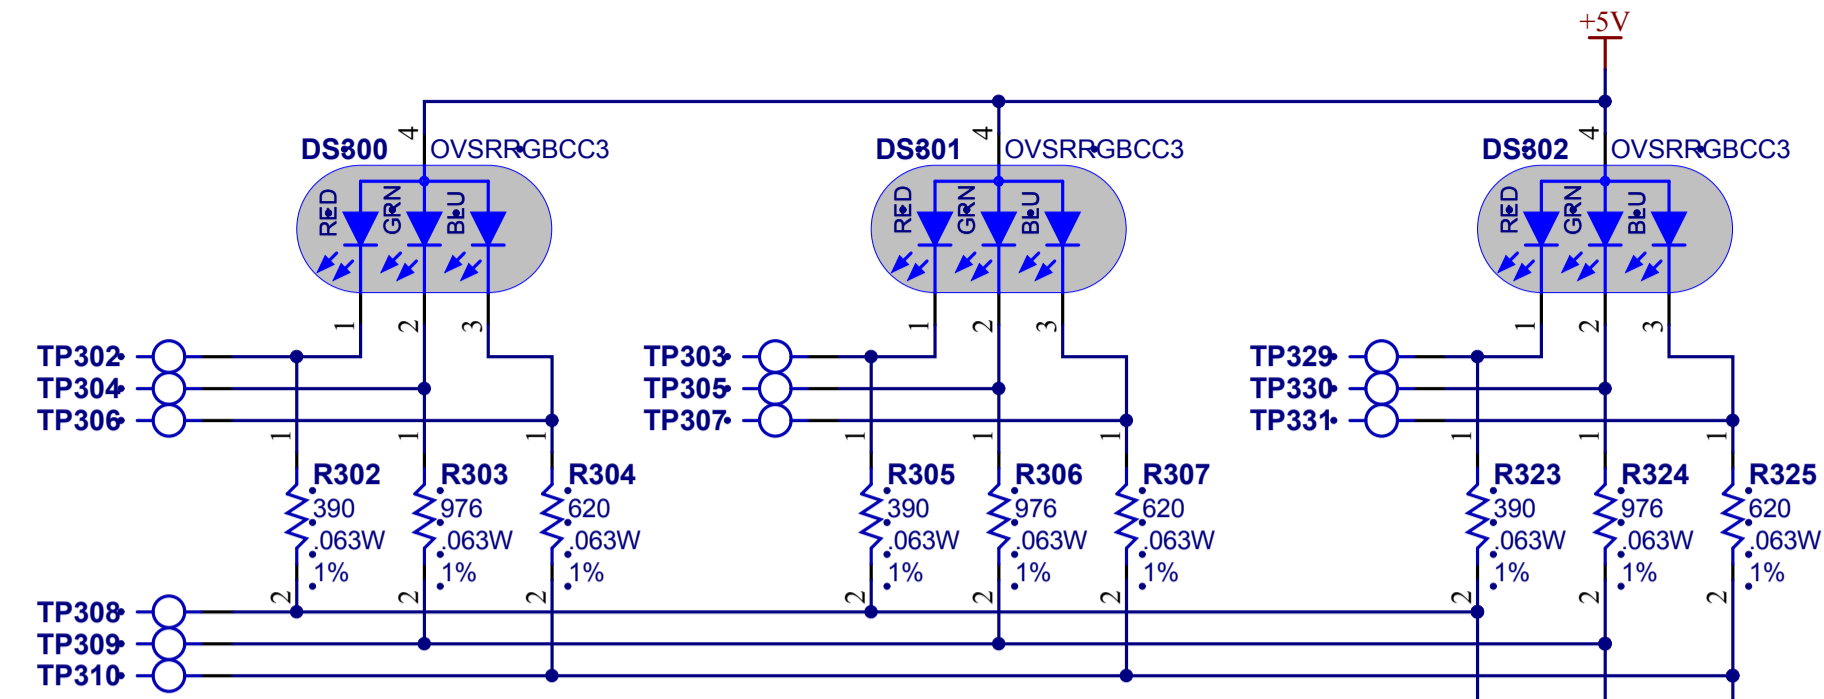 +5V
4 4 4
DS800 OVSRRGBCC3 DS801 OVSRRGBCC3 DS802 OVSRRGBCC3
RED GRN BLU RED GRN BLU RED GRN BLU
1 2 3 1 2 3 1 2 3
TP302 TP303 TP329
TP304 TP305 TP330
TP306 TP307 TP331
1 1 1 1 1 1 1 1 1
R302 R303 R304 R305 R306 R307 R323 R324 R325
390 976 620 390 976 620 390 976 620
.063W .063W .063W .063W .063W .063W .063W .063W .063W
1% 1% 1% 1% 1% 1% 1% 1% 1%
2 2 2 2 2 2 2 2 2
TP308
TP309
TP310